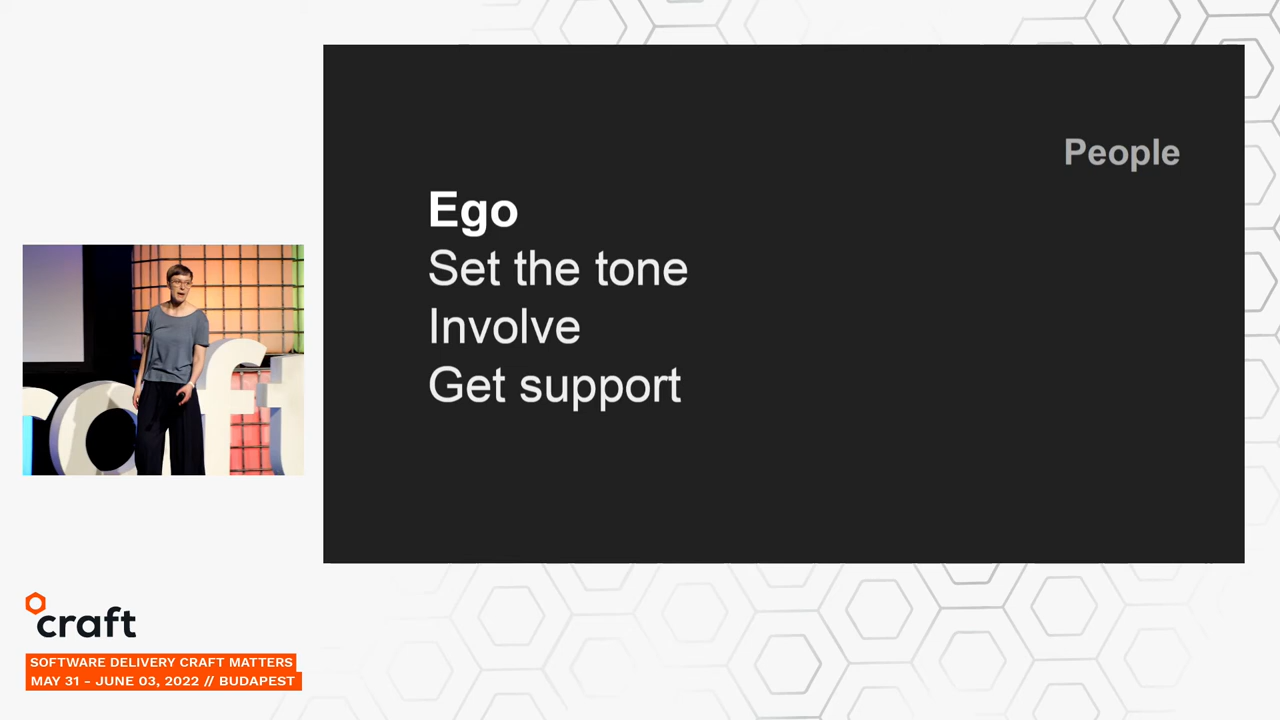 People
Ego
Set the tone
Involve
Get support
craft
craft
SOFTWARE DELIVERY CRAFT MATTERS
MAY 31 - JUNE 03, 2022 // BUDAPEST